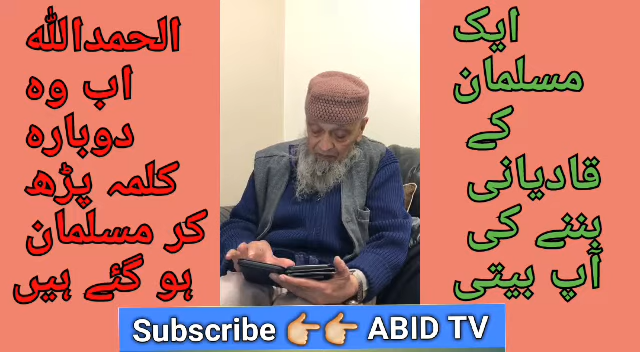 ایک
مسلمان
کے
قادیانی
بننے کی
آپ بیتی
الحمدالله
اب وہ
دوبارہ
کلمہ پڑھ
کر مسلمان
ہو گئے ہیں
Subscribe 👉👉 ABID TV